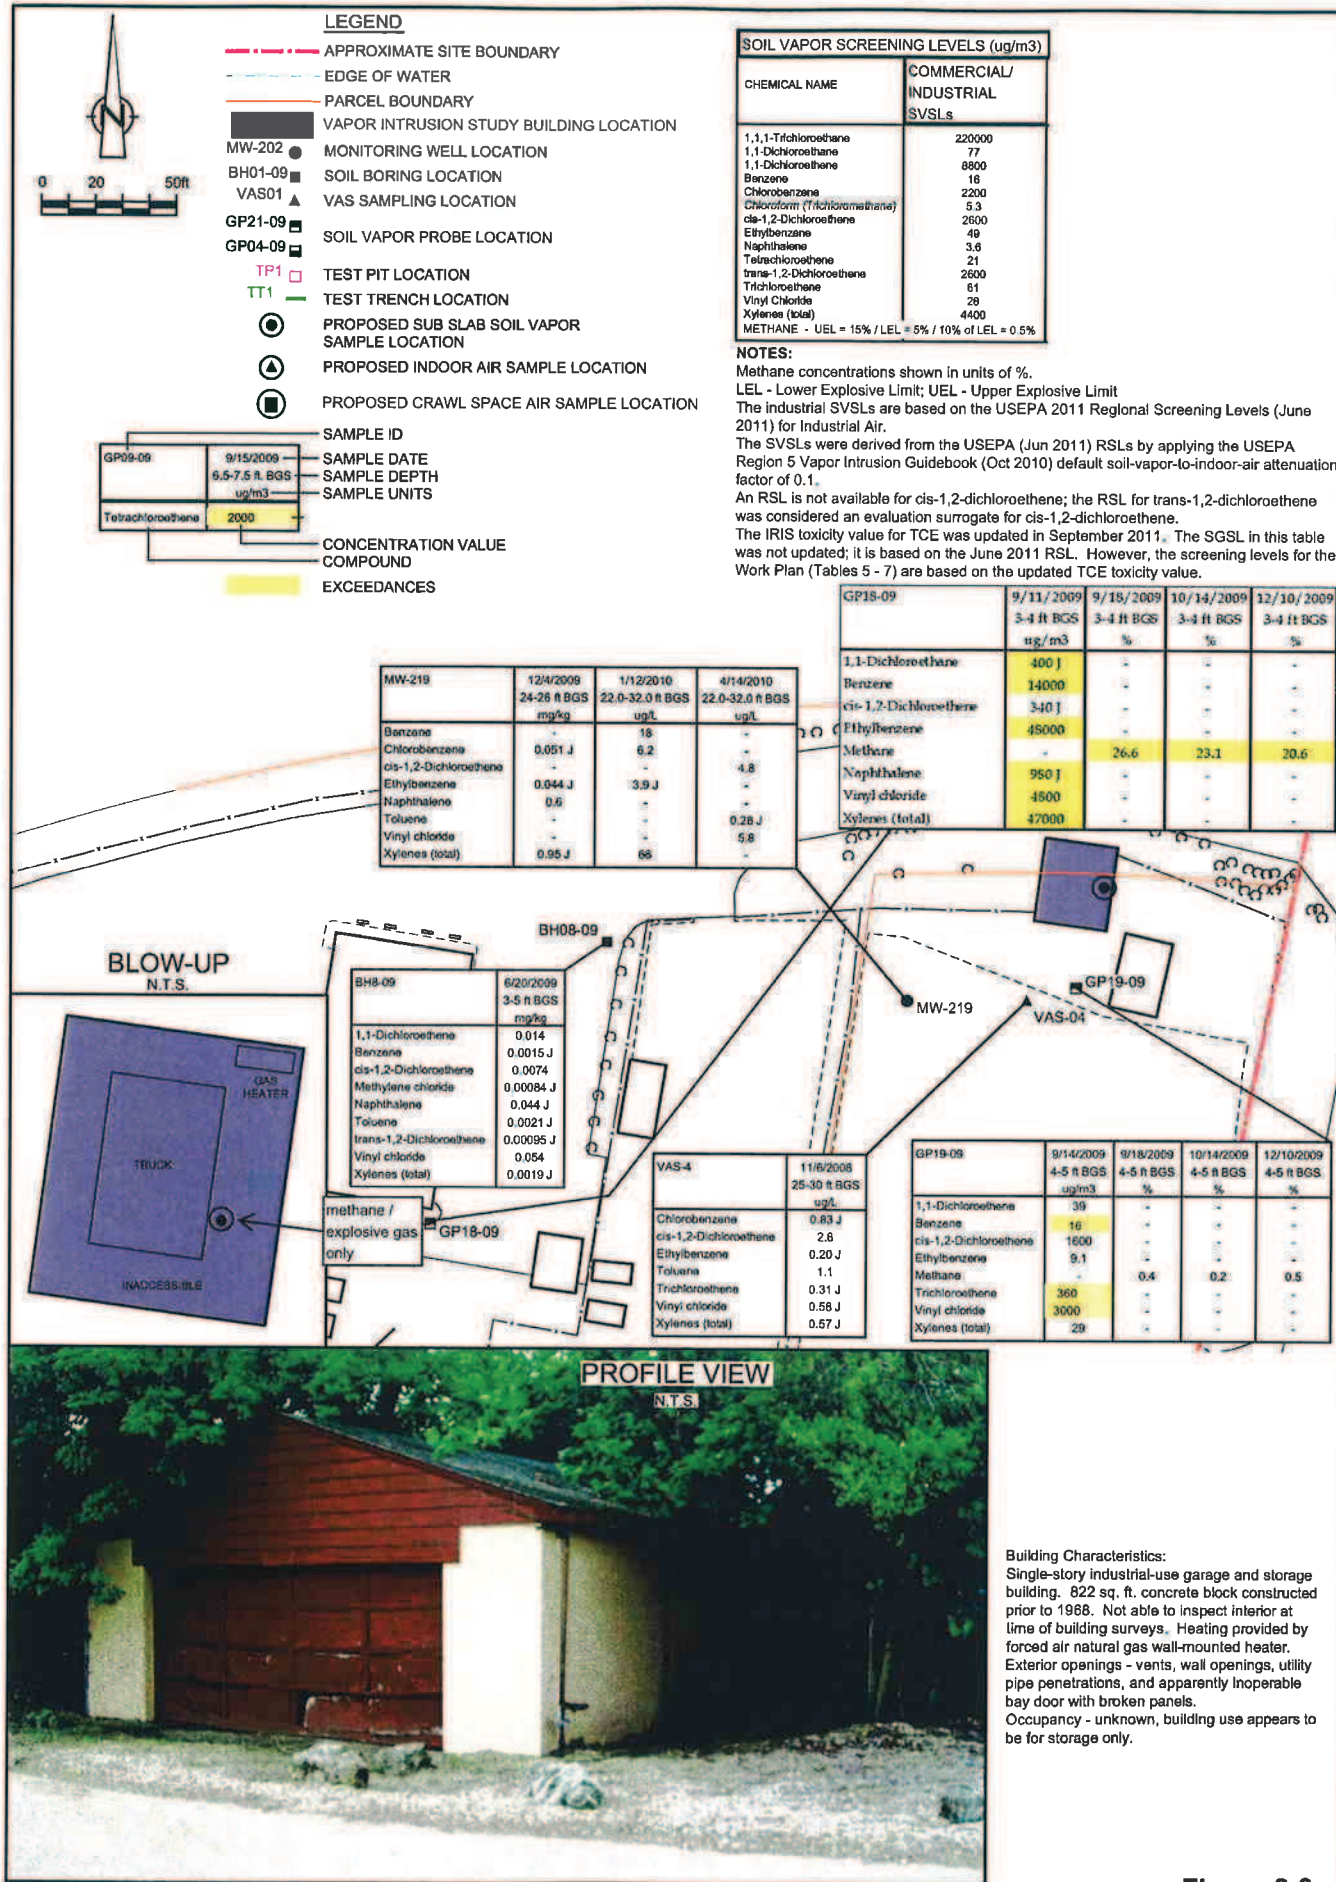 LEGEND
APPROXIMATE SITE BOUNDARY
EDGE OF WATER
PARCEL BOUNDARY
VAPOR INTRUSION STUDY BUILDING LOCATION
MW-202 MONITORING WELL LOCATION
BH01-09 SOIL BORING LOCATION
VAS01 VAS SAMPLING LOCATION
GP21-09
GP04-09
SOIL VAPOR PROBE LOCATION
TP1 TEST PIT LOCATION
TT1 TEST TRENCH LOCATION
PROPOSED SUB SLAB SOIL VAPOR
SAMPLE LOCATION
PROPOSED INDOOR AIR SAMPLE LOCATION
PROPOSED CRAWL SPACE AIR SAMPLE LOCATION
N
0 20 50ft
SAMPLE ID
GP09-09 9/15/2009 SAMPLE DATE
6.5-7.5 ft. BGS SAMPLE DEPTH
ug/m3 SAMPLE UNITS
Tetrachloroethene 2000
CONCENTRATION VALUE
COMPOUND
EXCEEDANCES
SOIL VAPOR SCREENING LEVELS (ug/m3)
CHEMICAL NAME COMMERCIAL/
INDUSTRIAL
SVSLs
1,1,1-Trichloroethane 220000
1,1-Dichloroethane 77
1,1-Dichloroethene 8800
Benzene 16
Chlorobenzene 2200
Chloroform (Trichloromethane) 5.3
cis-1,2-Dichloroethene 2600
Ethylbenzene 49
Naphthalene 3.6
Tetrachloroethene 21
trans-1,2-Dichloroethene 2600
Trichloroethene 61
Vinyl Chloride 28
Xylenes (total) 4400
METHANE - UEL = 15% / LEL = 5% / 10% of LEL = 0.5%
NOTES:
Methane concentrations shown in units of %.
LEL - Lower Explosive Limit; UEL - Upper Explosive Limit
The industrial SVSLs are based on the USEPA 2011 Regional Screening Levels (June
2011) for Industrial Air.
The SVSLs were derived from the USEPA (Jun 2011) RSLs by applying the USEPA
Region 5 Vapor Intrusion Guidebook (Oct 2010) default soil-vapor-to-indoor-air attenuation
factor of 0.1.
An RSL is not available for cis-1,2-dichloroethene; the RSL for trans-1,2-dichloroethene
was considered an evaluation surrogate for cis-1,2-dichloroethene.
The IRIS toxicity value for TCE was updated in September 2011. The SGSL in this table
was not updated; it is based on the June 2011 RSL. However, the screening levels for the
Work Plan (Tables 5 - 7) are based on the updated TCE toxicity value.
GP18-09 9/11/2009 9/18/2009 10/14/2009 12/10/2009
3-4 ft BGS 3-4 ft BGS 3-4 ft BGS 3-4 ft BGS
ug/m3 % % %
1,1-Dichloroethane 400 J - - -
Benzene 14000 - - -
cis-1,2-Dichloroethene 340 J - - -
Ethylbenzene 45000 - - -
Methane - 26.6 23.1 20.6
Naphthalene 950 J - - -
Vinyl chloride 4500 - - -
Xylenes (total) 47000 - - -
MW-219 12/4/2009 1/12/2010 4/14/2010
24-26 ft BGS 22.0-32.0 ft BGS 22.0-32.0 ft BGS
mg/kg ug/L ug/L
Benzene - 18 -
Chlorobenzene 0.051 J 6.2 -
cis-1,2-Dichloroethene - - 4.8
Ethylbenzene 0.044 J 3.9 J -
Naphthalene 0.6 - -
Toluene - - 0.28 J
Vinyl chloride - - 5.8
Xylenes (total) 0.95 J 66 -
BH08-09
MW-219
VAS-04
GP19-09
BLOW-UP
N.T.S.
GAS
HEATER
TRUCK
INACCESSIBLE
BH8-09 6/20/2009
3-5 ft BGS
mg/kg
1,1-Dichloroethene 0.014
Benzene 0.0015 J
cis-1,2-Dichloroethene 0.0074
Methylene chloride 0.00084 J
Naphthalene 0.044 J
Toluene 0.0021 J
trans-1,2-Dichloroethene 0.00095 J
Vinyl chloride 0.054
Xylenes (total) 0.0019 J
methane /
explosive gas
only
GP18-09
VAS-4 11/6/2008
25-30 ft BGS
ug/L
Chlorobenzene 0.83 J
cis-1,2-Dichloroethene 2.8
Ethylbenzene 0.20 J
Toluene 1.1
Trichloroethene 0.31 J
Vinyl chloride 0.58 J
Xylenes (total) 0.57 J
GP19-09 9/14/2009 9/18/2009 10/14/2009 12/10/2009
4-5 ft BGS 4-5 ft BGS 4-5 ft BGS 4-5 ft BGS
ug/m3 % % %
1,1-Dichloroethene 39 - - -
Benzene 16 - - -
cis-1,2-Dichloroethene 1600 - - -
Ethylbenzene 9.1 - - -
Methane - 0.4 0.2 0.5
Trichloroethene 360 - - -
Vinyl chloride 3000 - - -
Xylenes (total) 29 - - -
PROFILE VIEW
N.T.S.
Building Characteristics:
Single-story industrial-use garage and storage
building. 822 sq. ft. concrete block constructed
prior to 1968. Not able to inspect interior at
time of building surveys. Heating provided by
forced air natural gas wall-mounted heater.
Exterior openings - vents, wall openings, utility
pipe penetrations, and apparently inoperable
bay door with broken panels.
Occupancy - unknown, building use appears to
be for storage only.